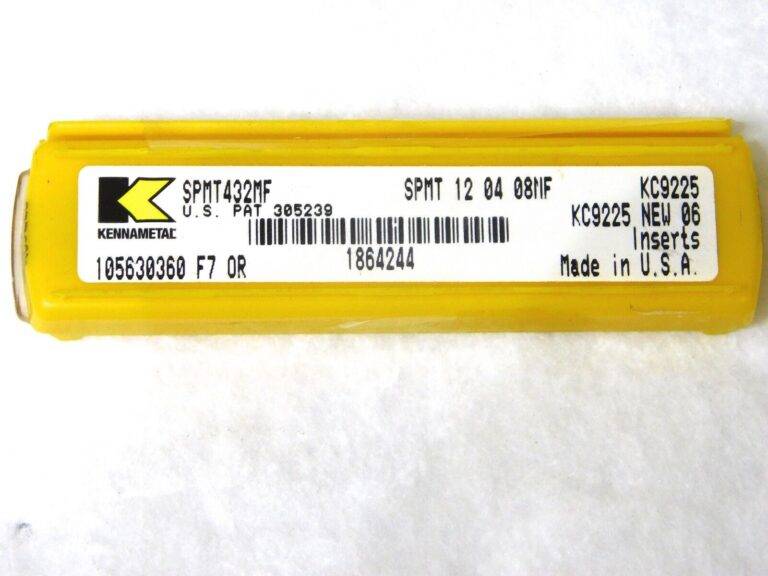 SPMT432MF SPMT 12 04 08MF KC9225
U.S. PAT 305239 KC9225 NEW 06
KENNAMETAL Inserts
105630360 F7 OR 1864244 Made in U.S.A.